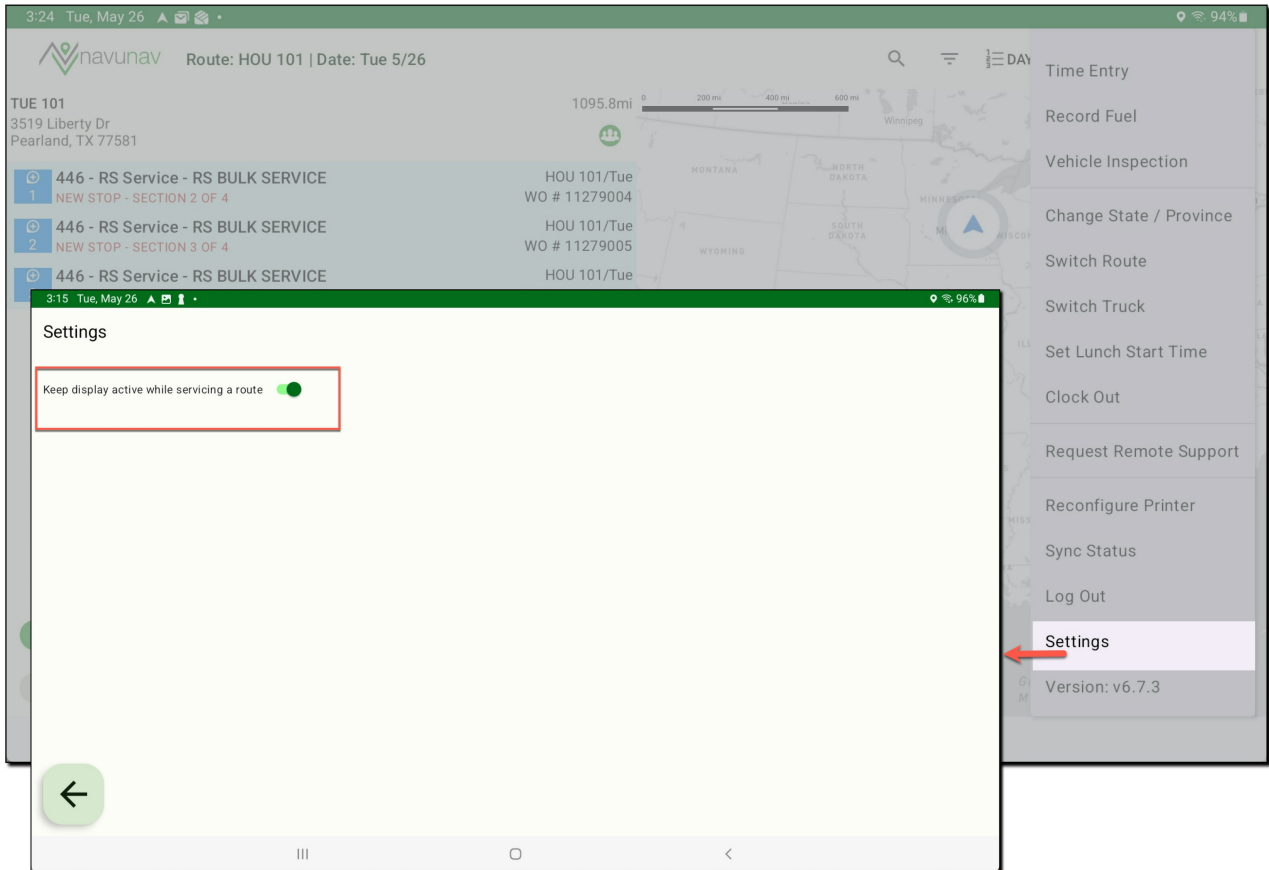 3:24 Tue, May 26
94%
navunav
Route: HOU 101 | Date: Tue 5/26
DAY
TUE 101
1095.8mi
3519 Liberty Dr
Pearland, TX 77581
0 200 mi 400 mi 600 mi
Winnipeg
MONTANA
NORTH
DAKOTA
SOUTH
DAKOTA
WYOMING
446 - RS Service - RS BULK SERVICE
HOU 101/Tue
1 NEW STOP - SECTION 2 OF 4
WO # 11279004
446 - RS Service - RS BULK SERVICE
HOU 101/Tue
2 NEW STOP - SECTION 3 OF 4
WO # 11279005
446 - RS Service - RS BULK SERVICE
HOU 101/Tue
Time Entry
Record Fuel
Vehicle Inspection
Change State / Province
Switch Route
Switch Truck
Set Lunch Start Time
Clock Out
Request Remote Support
Reconfigure Printer
Sync Status
Log Out
Settings
Version: v6.7.3
3:15 Tue, May 26
96%
Settings
Keep display active while servicing a route